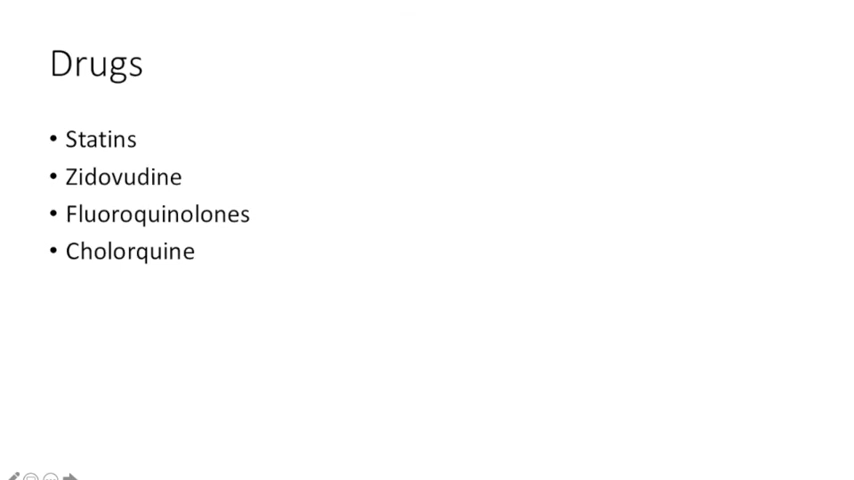 Drugs
• Statins
• Zidovudine
• Fluoroquinolones
• Cholorquine